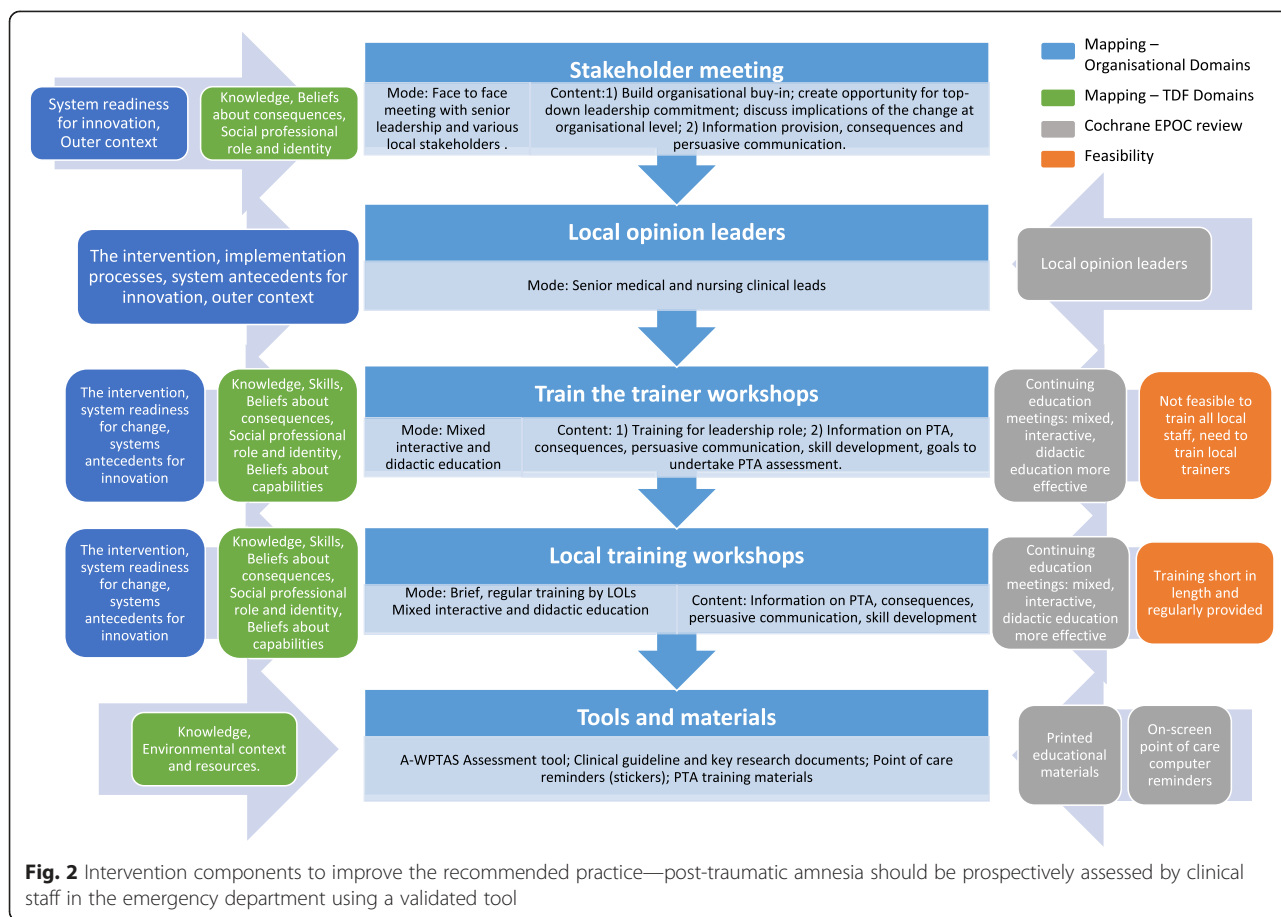 Mapping –
Organisational Domains
Mapping – TDF Domains
Cochrane EPOC review
Feasibility
Stakeholder meeting
System readiness
for innovation,
Outer context
Knowledge, Beliefs
about consequences,
Social professional
role and identity
Mode: Face to face
meeting with senior
leadership and various
local stakeholders .
Content:1) Build organisational buy-in; create opportunity for top-
down leadership commitment; discuss implications of the change at
organisational level; 2) Information provision, consequences and
persuasive communication.
Local opinion leaders
The intervention, implementation
processes, system antecedents for
innovation, outer context
Mode: Senior medical and nursing clinical leads
Local opinion leaders
Train the trainer workshops
The intervention,
system readiness
for change,
systems
antecedents for
innovation
Knowledge, Skills,
Beliefs about
consequences,
Social professional
role and identity,
Beliefs about
capabilities
Mode: Mixed
interactive and
didactic education
Content: 1) Training for leadership role; 2) Information on PTA,
consequences, persuasive communication, skill development, goals to
undertake PTA assessment.
Continuing
education
meetings: mixed,
interactive,
didactic
education more
effective
Not feasible to
train all local
staff, need to
train local
trainers
Local training workshops
The intervention,
system readiness
for change,
systems
antecedents for
innovation
Knowledge, Skills,
Beliefs about
consequences,
Social professional
role and identity,
Beliefs about
capabilities
Mode: Brief, regular training by LOLs
Mixed interactive and didactic education
Content: Information on PTA, consequences,
persuasive communication, skill development
Continuing
education
meetings: mixed,
interactive,
didactic education
more effective
Training short in
length and
regularly provided
Tools and materials
Knowledge,
Environmental context
and resources.
A-WPTAS Assessment tool; Clinical guideline and key research documents; Point of care
reminders (stickers); PTA training materials
Printed
educational
materials
On-screen
point of care
computer
reminders
Fig. 2 Intervention components to improve the recommended practice—post-traumatic amnesia should be prospectively assessed by clinical
staff in the emergency department using a validated tool